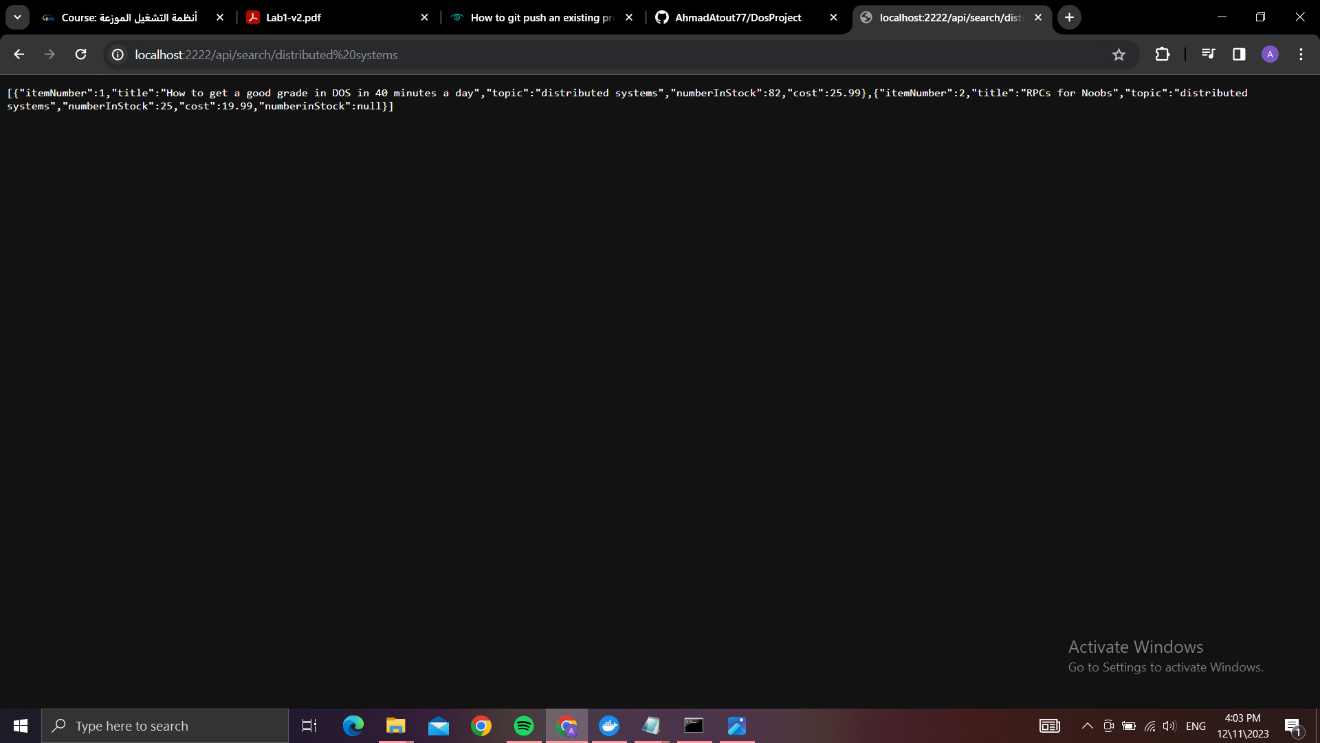 Course: أنظمة التشغيل الموزعة
Lab1-v2.pdf
How to git push an existing pr
AhmadAtout77/DosProject
localhost:2222/api/search/dist
localhost:2222/api/search/distributed%20systems
A
[{"itemNumber":1,"title":"How to get a good grade in DOS in 40 minutes a day","topic":"distributed systems","numberInStock":82,"cost":25.99},{"itemNumber":2,"title":"RPCs for Noobs","topic":"distributed
systems","numberInStock":25,"cost":19.99,"numberinStock":null}]
Activate Windows
Go to Settings to activate Windows.
Type here to search
A
ENG
4:03 PM
12\11\2023
1